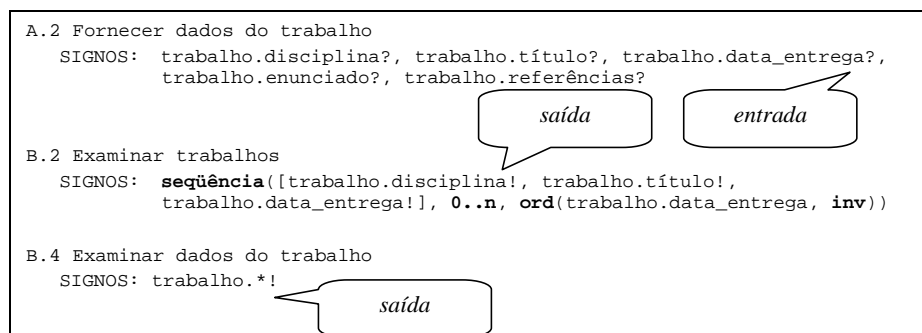 A.2 Fornecer dados do trabalho
SIGNOS: trabalho.disciplina?, trabalho.título?, trabalho.data_entrega?,
trabalho.enunciado?, trabalho.referências?
saída
entrada
B.2 Examinar trabalhos
SIGNOS: seqüência([trabalho.disciplina!, trabalho.título!,
trabalho.data_entrega!], 0..n, ord(trabalho.data_entrega, inv))
B.4 Examinar dados do trabalho
SIGNOS: trabalho.*!
saída